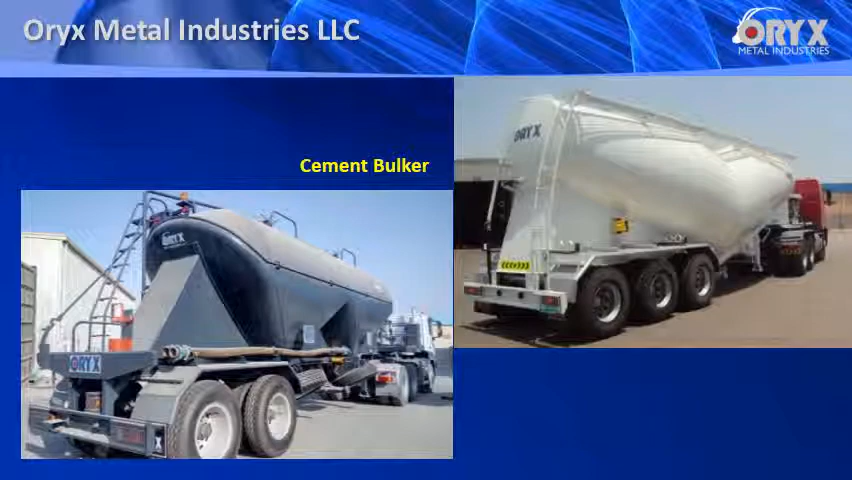 Oryx Metal Industries LLC
ORYX
METAL INDUSTRIES
Cement Bulker
ORYX
ORYX
ORYX
X